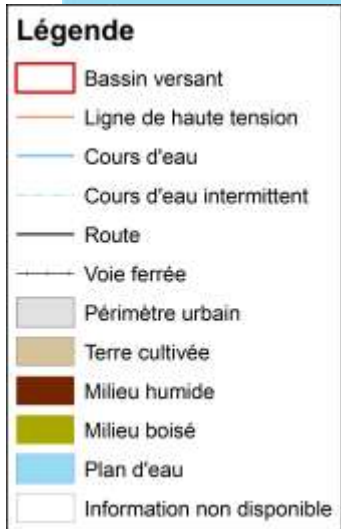 Légende
Bassin versant
Ligne de haute tension
Cours d'eau
Cours d'eau intermittent
Route
Voie ferrée
Périmètre urbain
Terre cultivée
Milieu humide
Milieu boisé
Plan d'eau
Information non disponible